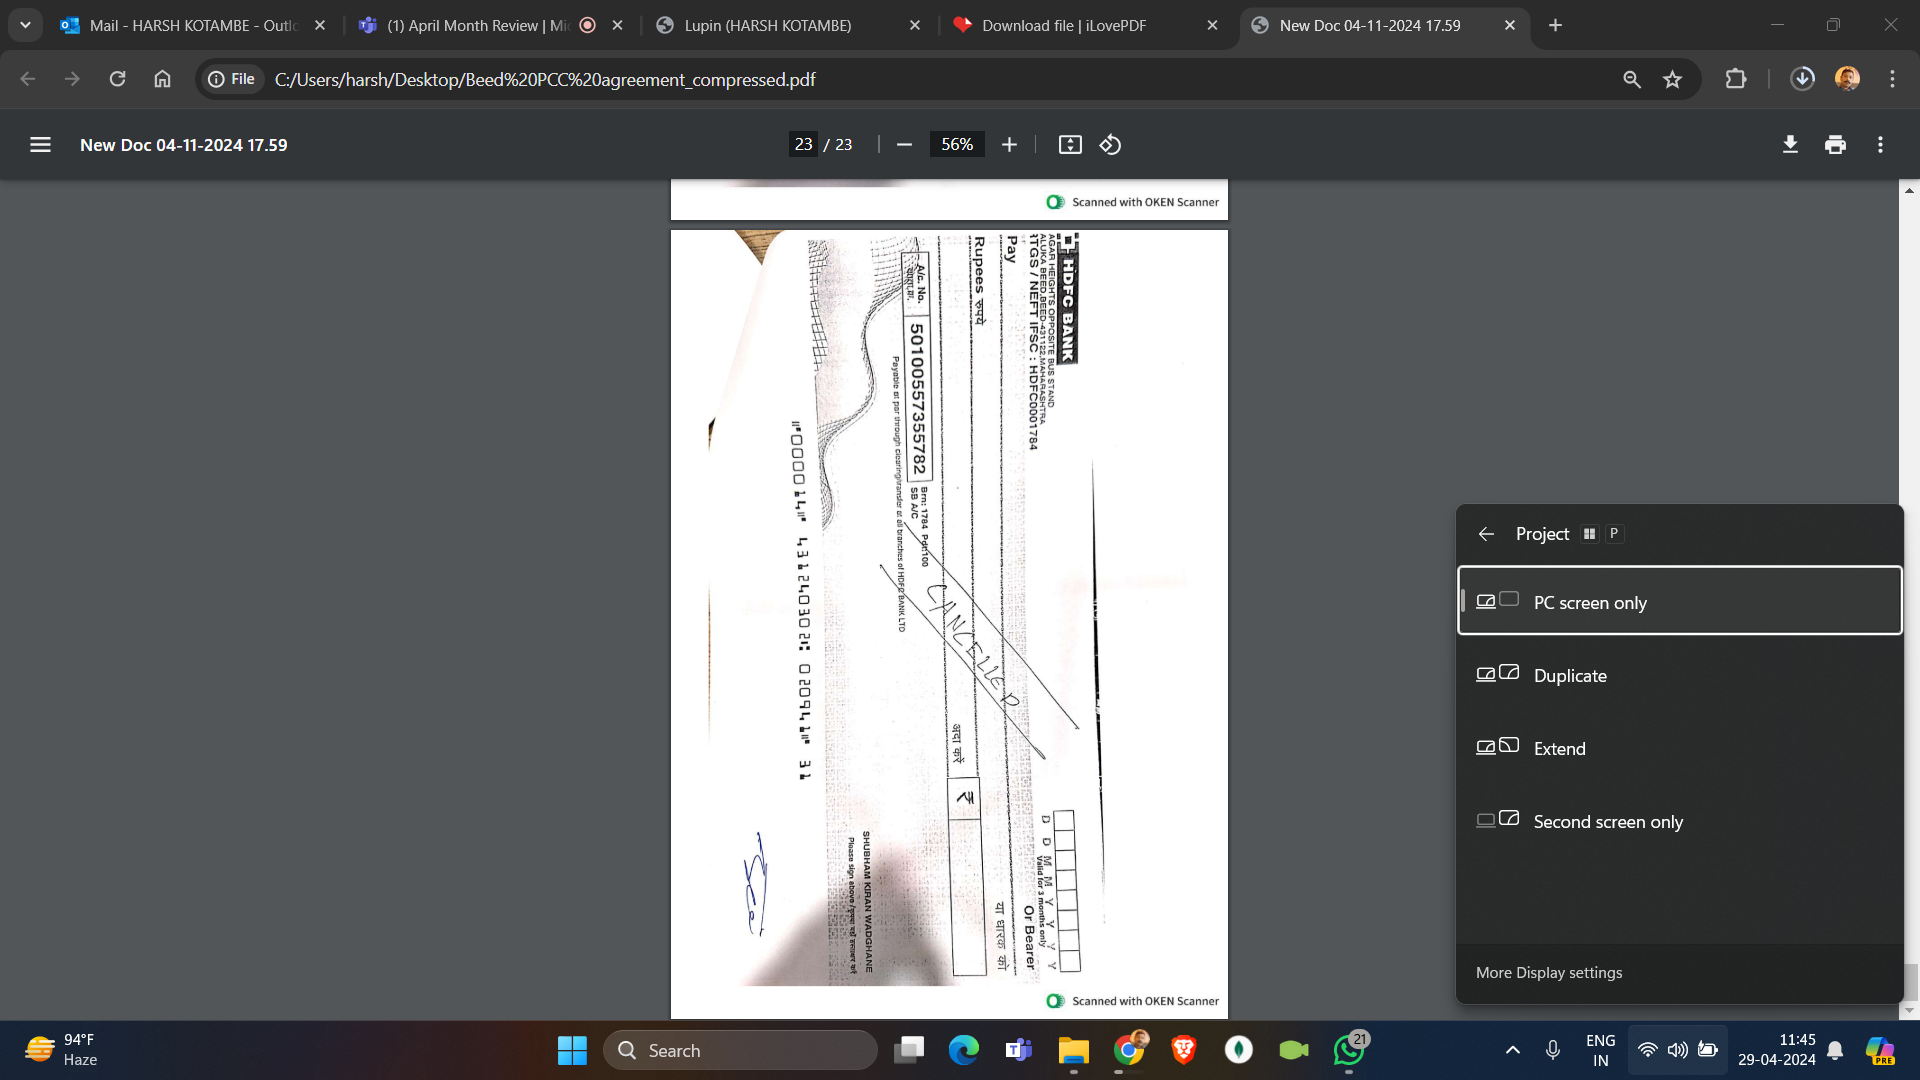 Mail - HARSH KOTAMBE - Outlo
(1) April Month Review | Mic
Lupin (HARSH KOTAMBE)
Download file | iLovePDF
New Doc 04-11-2024 17.59
File
C:/Users/harsh/Desktop/Beed%20PCC%20agreement_compressed.pdf
New Doc 04-11-2024 17.59
23 / 23
56%
Scanned with OKEN Scanner
HDFC BANK
AGAR HEIGHTS OPPOSITE BUS STAND
ALUKA BEED,BEED-431122,MAHARASHTRA
RTGS / NEFT IFSC : HDFC0001784
D D M M Y Y Y Y
Valid for 3 months only
Pay
Or Bearer
या धारक को
Rupees रुपये
अदा करें
₹
A/c. No.
50100557355782
Brn: 1784 Pdt:100
SB A/C
Payable at par through clearing/transfer at all branches of HDFC BANK LTD
CANCELLED
SHUBHAM KIRAN WADGHANE
Please sign above
⑈000014⑈ 431240302⑆ 020941⑈ 31
Scanned with OKEN Scanner
Project P
PC screen only
Duplicate
Extend
Second screen only
More Display settings
94°F
Haze
Search
21
ENG
IN
11:45
29-04-2024
PRE